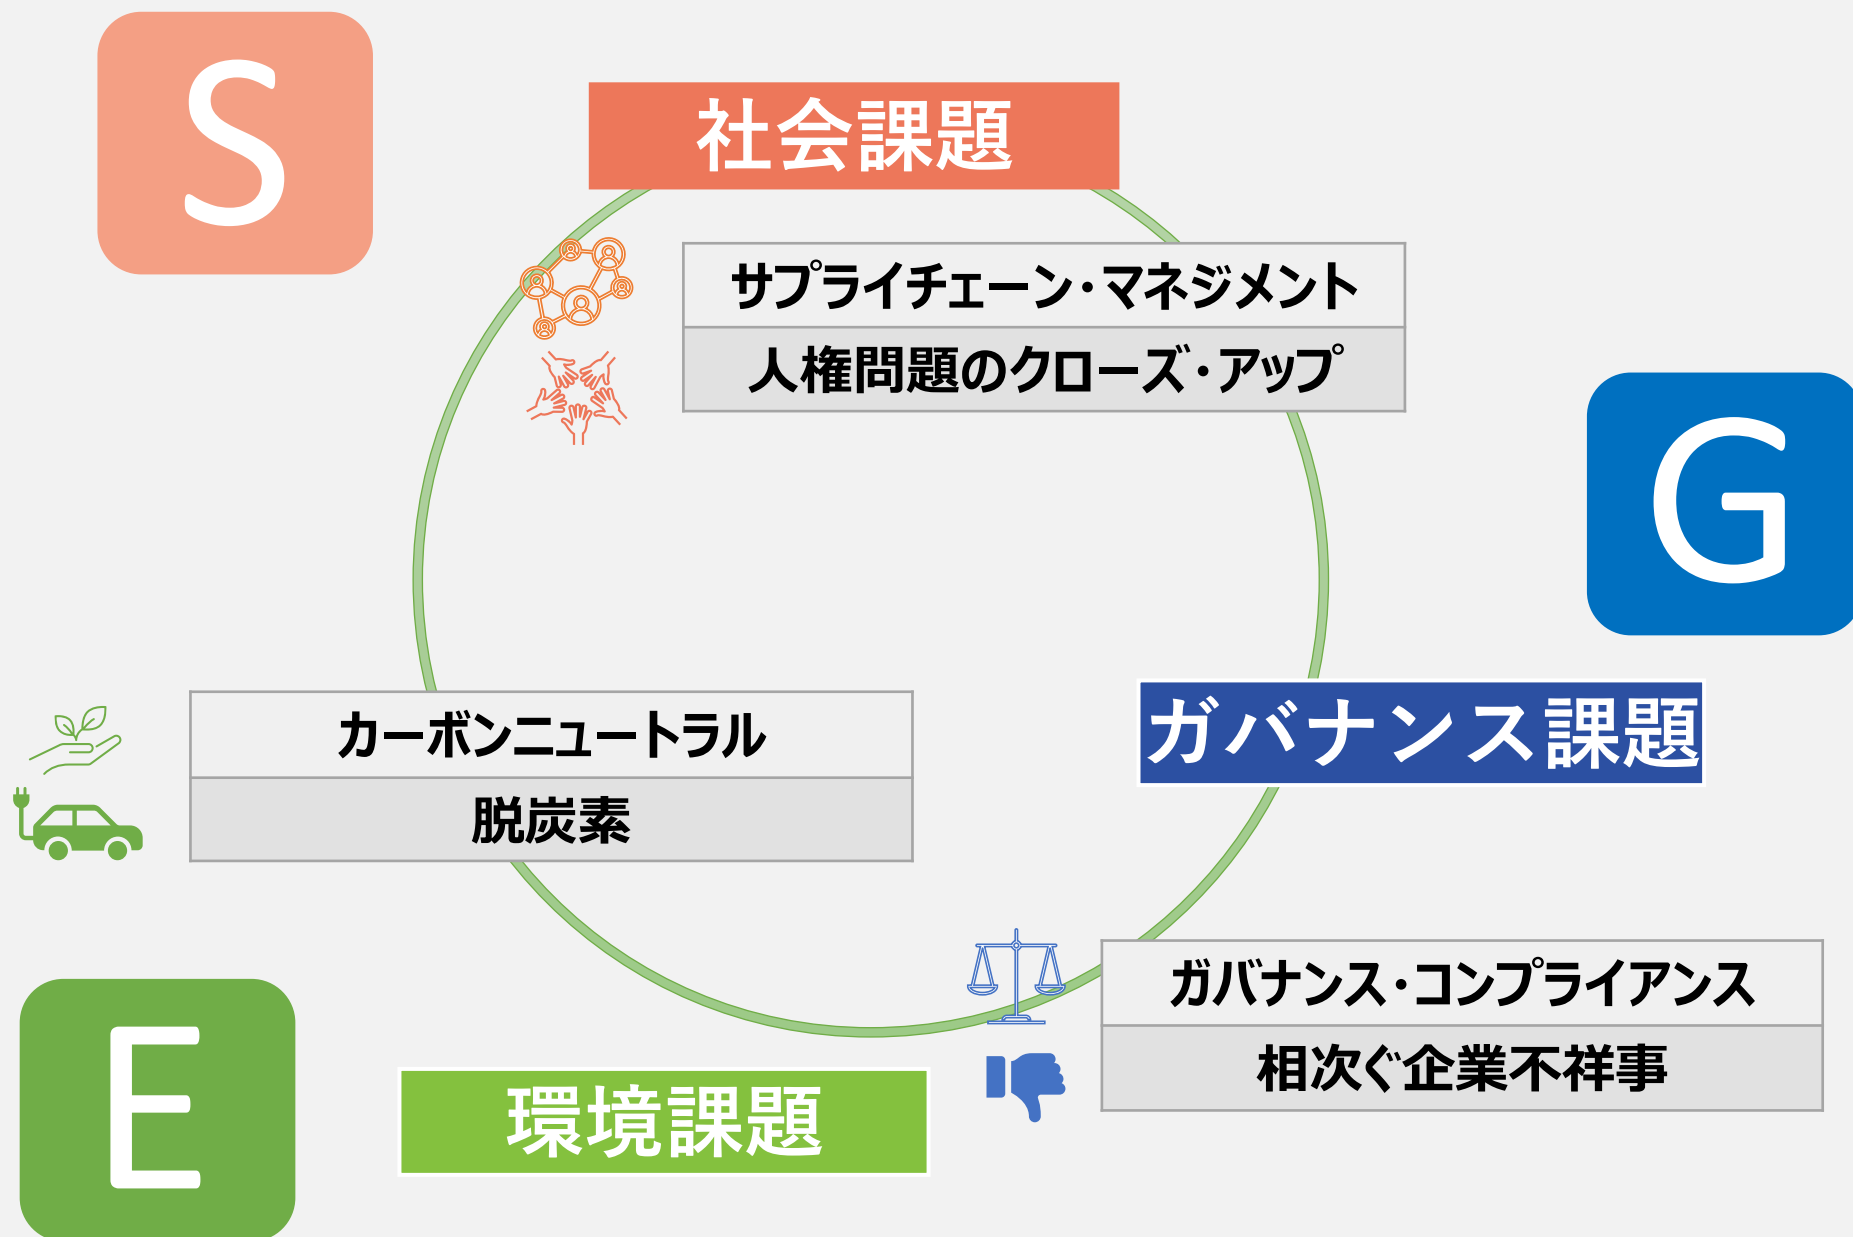 S
社会課題
サプライチェーン・マネジメント
人権問題のクローズ・アップ
G
ガバナンス課題
カーボンニュートラル
脱炭素
ガバナンス・コンプライアンス
相次ぐ企業不祥事
E
環境課題